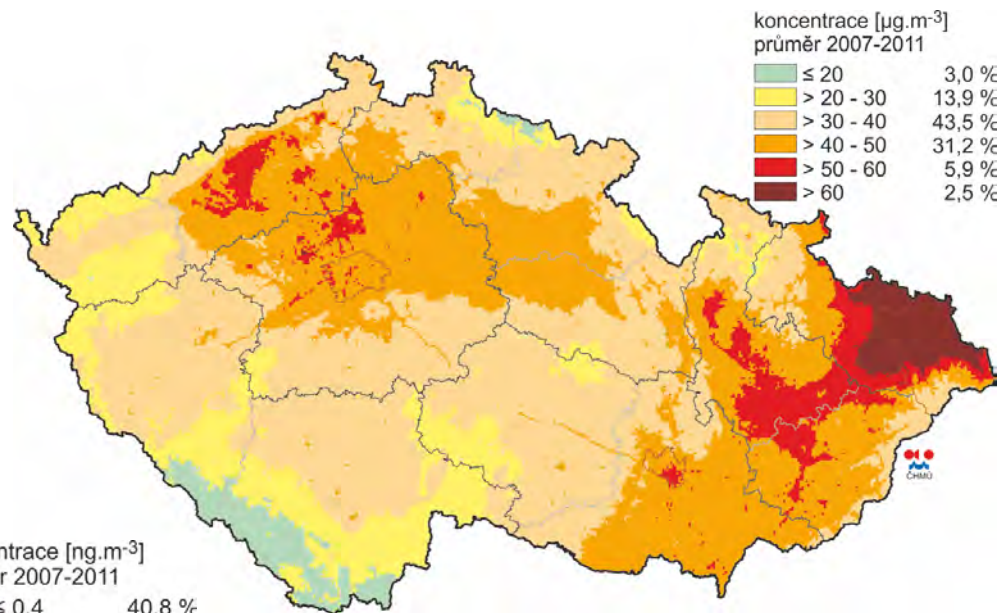 koncentrace [µg.m-3]
průměr 2007-2011
≤ 20 3,0 %
> 20 - 30 13,9 %
> 30 - 40 43,5 %
> 40 - 50 31,2 %
> 50 - 60 5,9 %
> 60 2,5 %
ČHMÚ
entrace [ng.m-3]
r 2007-2011
≤ 0,4 40,8 %